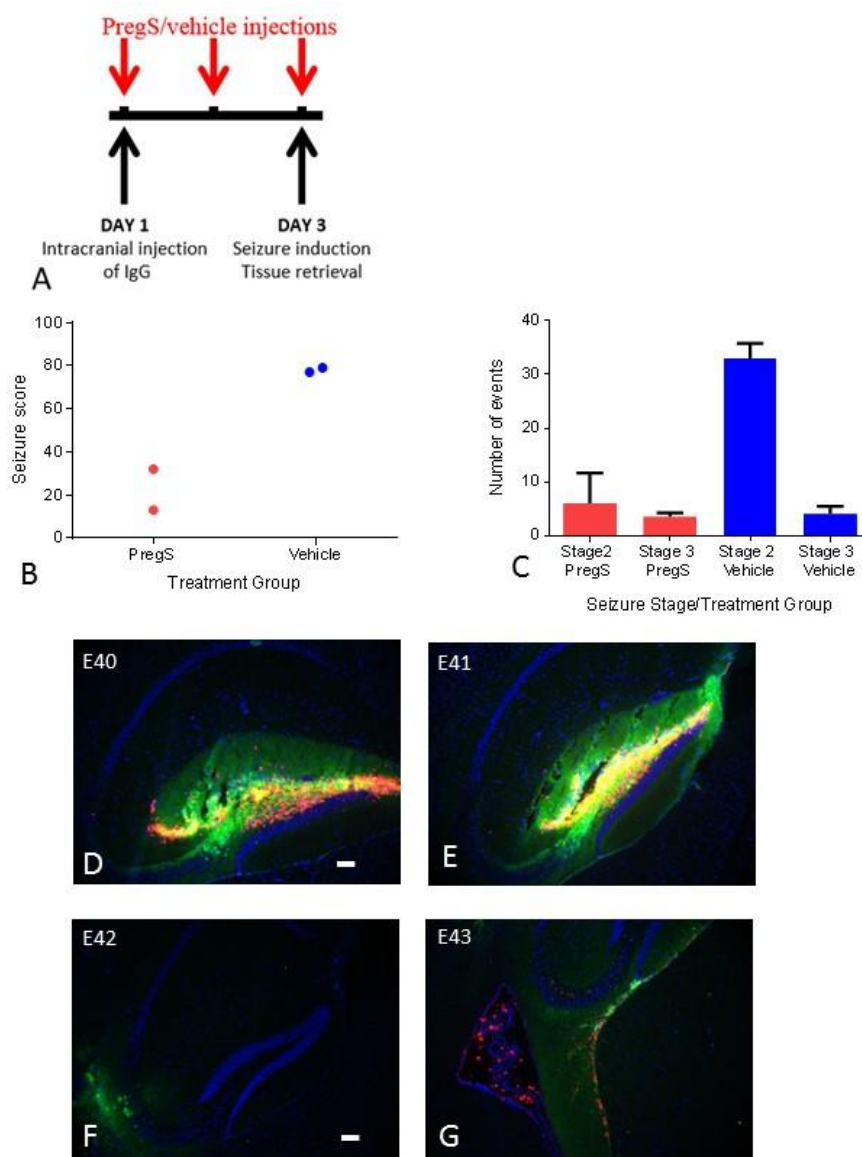 PregS/vehicle injections
DAY 1
Intracranial injection
of IgG
DAY 3
Seizure induction
Tissue retrieval
A
100
80
60
40
20
0
Seizure score
PregS
Vehicle
Treatment Group
B
40
30
20
10
0
Number of events
Stage2
PregS
Stage 3
PregS
Stage 2
Vehicle
Stage 3
Vehicle
Seizure Stage/Treatment Group
C
E40
D
E41
E
E42
F
E43
G